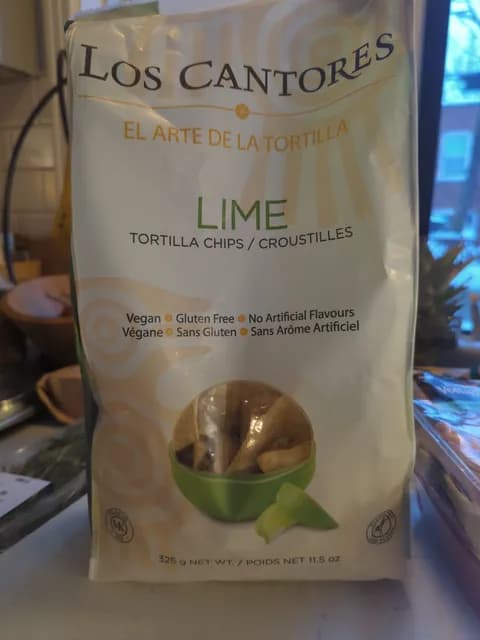 LOS CANTORES
EL ARTE DE LA TORTILLA
LIME
TORTILLA CHIPS / CROUSTILLES
Vegan • Gluten Free • No Artificial Flavours
Végane • Sans Gluten • Sans Arôme Artificiel
MK
325 g NET WT. / POIDS NET 11.5 oz